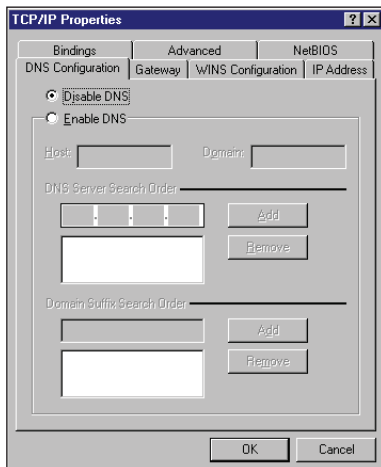 TCP/IP Properties
Bindings Advanced NetBIOS
DNS Configuration Gateway WINS Configuration IP Address
Disable DNS
Enable DNS
Host: Domain:
DNS Server Search Order
Add
Remove
Domain Suffix Search Order
Add
Remove
OK Cancel